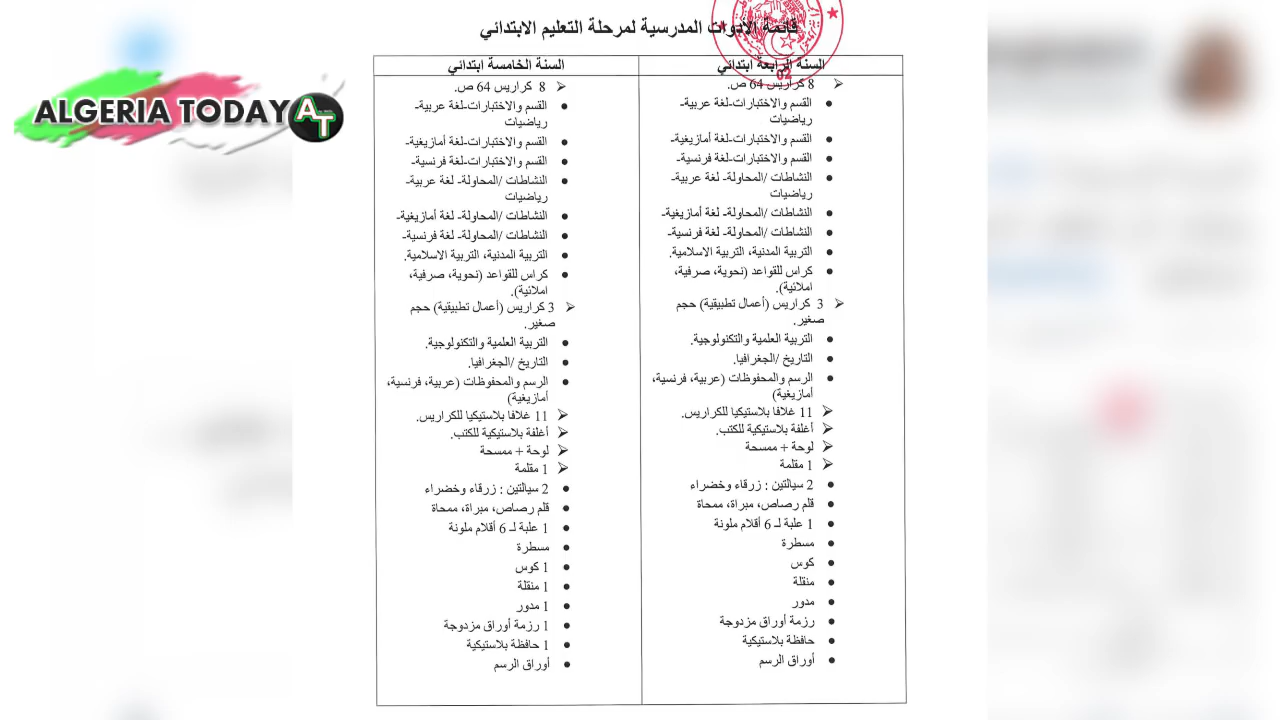 ALGERIA TODAY AT
قائمة الأدوات المدرسية لمرحلة التعليم الابتدائي
السنة الرابعة ابتدائي
8 كراريس 64 ص.
القسم والاختبارات-لغة عربية-
رياضيات
القسم والاختبارات-لغة أمازيغية-
القسم والاختبارات-لغة فرنسية-
النشاطات /المحاولة- لغة عربية-
رياضيات
النشاطات /المحاولة- لغة أمازيغية-
النشاطات /المحاولة- لغة فرنسية-
التربية المدنية، التربية الاسلامية.
كراس للقواعد (نحوية، صرفية،
املائية).
3 كراريس (أعمال تطبيقية) حجم
صغير.
التربية العلمية والتكنولوجية.
التاريخ /الجغرافيا.
الرسم والمحفوظات (عربية، فرنسية،
أمازيغية)
11 غلافا بلاستيكيا للكراريس.
أغلفة بلاستيكية للكتب.
لوحة + ممسحة
1 مقلمة
2 سيالتين : زرقاء وخضراء
قلم رصاص، مبراة، ممحاة
1 علبة لـ 6 أقلام ملونة
مسطرة
كوس
منقلة
مدور
رزمة أوراق مزدوجة
حافظة بلاستيكية
أوراق الرسم
السنة الخامسة ابتدائي
8 كراريس 64 ص.
القسم والاختبارات-لغة عربية-
رياضيات
القسم والاختبارات-لغة أمازيغية-
القسم والاختبارات-لغة فرنسية-
النشاطات /المحاولة- لغة عربية-
رياضيات
النشاطات /المحاولة- لغة أمازيغية-
النشاطات /المحاولة- لغة فرنسية-
التربية المدنية، التربية الاسلامية.
كراس للقواعد (نحوية، صرفية،
املائية).
3 كراريس (أعمال تطبيقية) حجم
صغير.
التربية العلمية والتكنولوجية.
التاريخ /الجغرافيا.
الرسم والمحفوظات (عربية، فرنسية،
أمازيغية)
11 غلافا بلاستيكيا للكراريس.
أغلفة بلاستيكية للكتب.
لوحة + ممسحة
1 مقلمة
2 سيالتين : زرقاء وخضراء
قلم رصاص، مبراة، ممحاة
1 علبة لـ 6 أقلام ملونة
مسطرة
1 كوس
1 منقلة
1 مدور
1 رزمة أوراق مزدوجة
1 حافظة بلاستيكية
أوراق الرسم
02